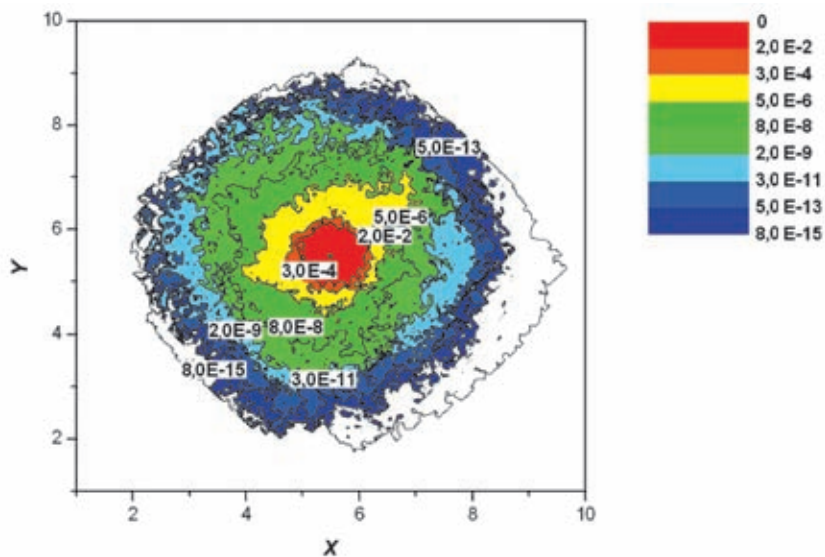 10
8
6
4
2
Y
2
4
6
8
10
X
5,0E-13
5,0E-6
2,0E-2
3,0E-4
2,0E-9
8,0E-8
8,0E-15
3,0E-11
0
2,0 E-2
3,0 E-4
5,0 E-6
8,0 E-8
2,0 E-9
3,0 E-11
5,0 E-13
8,0 E-15